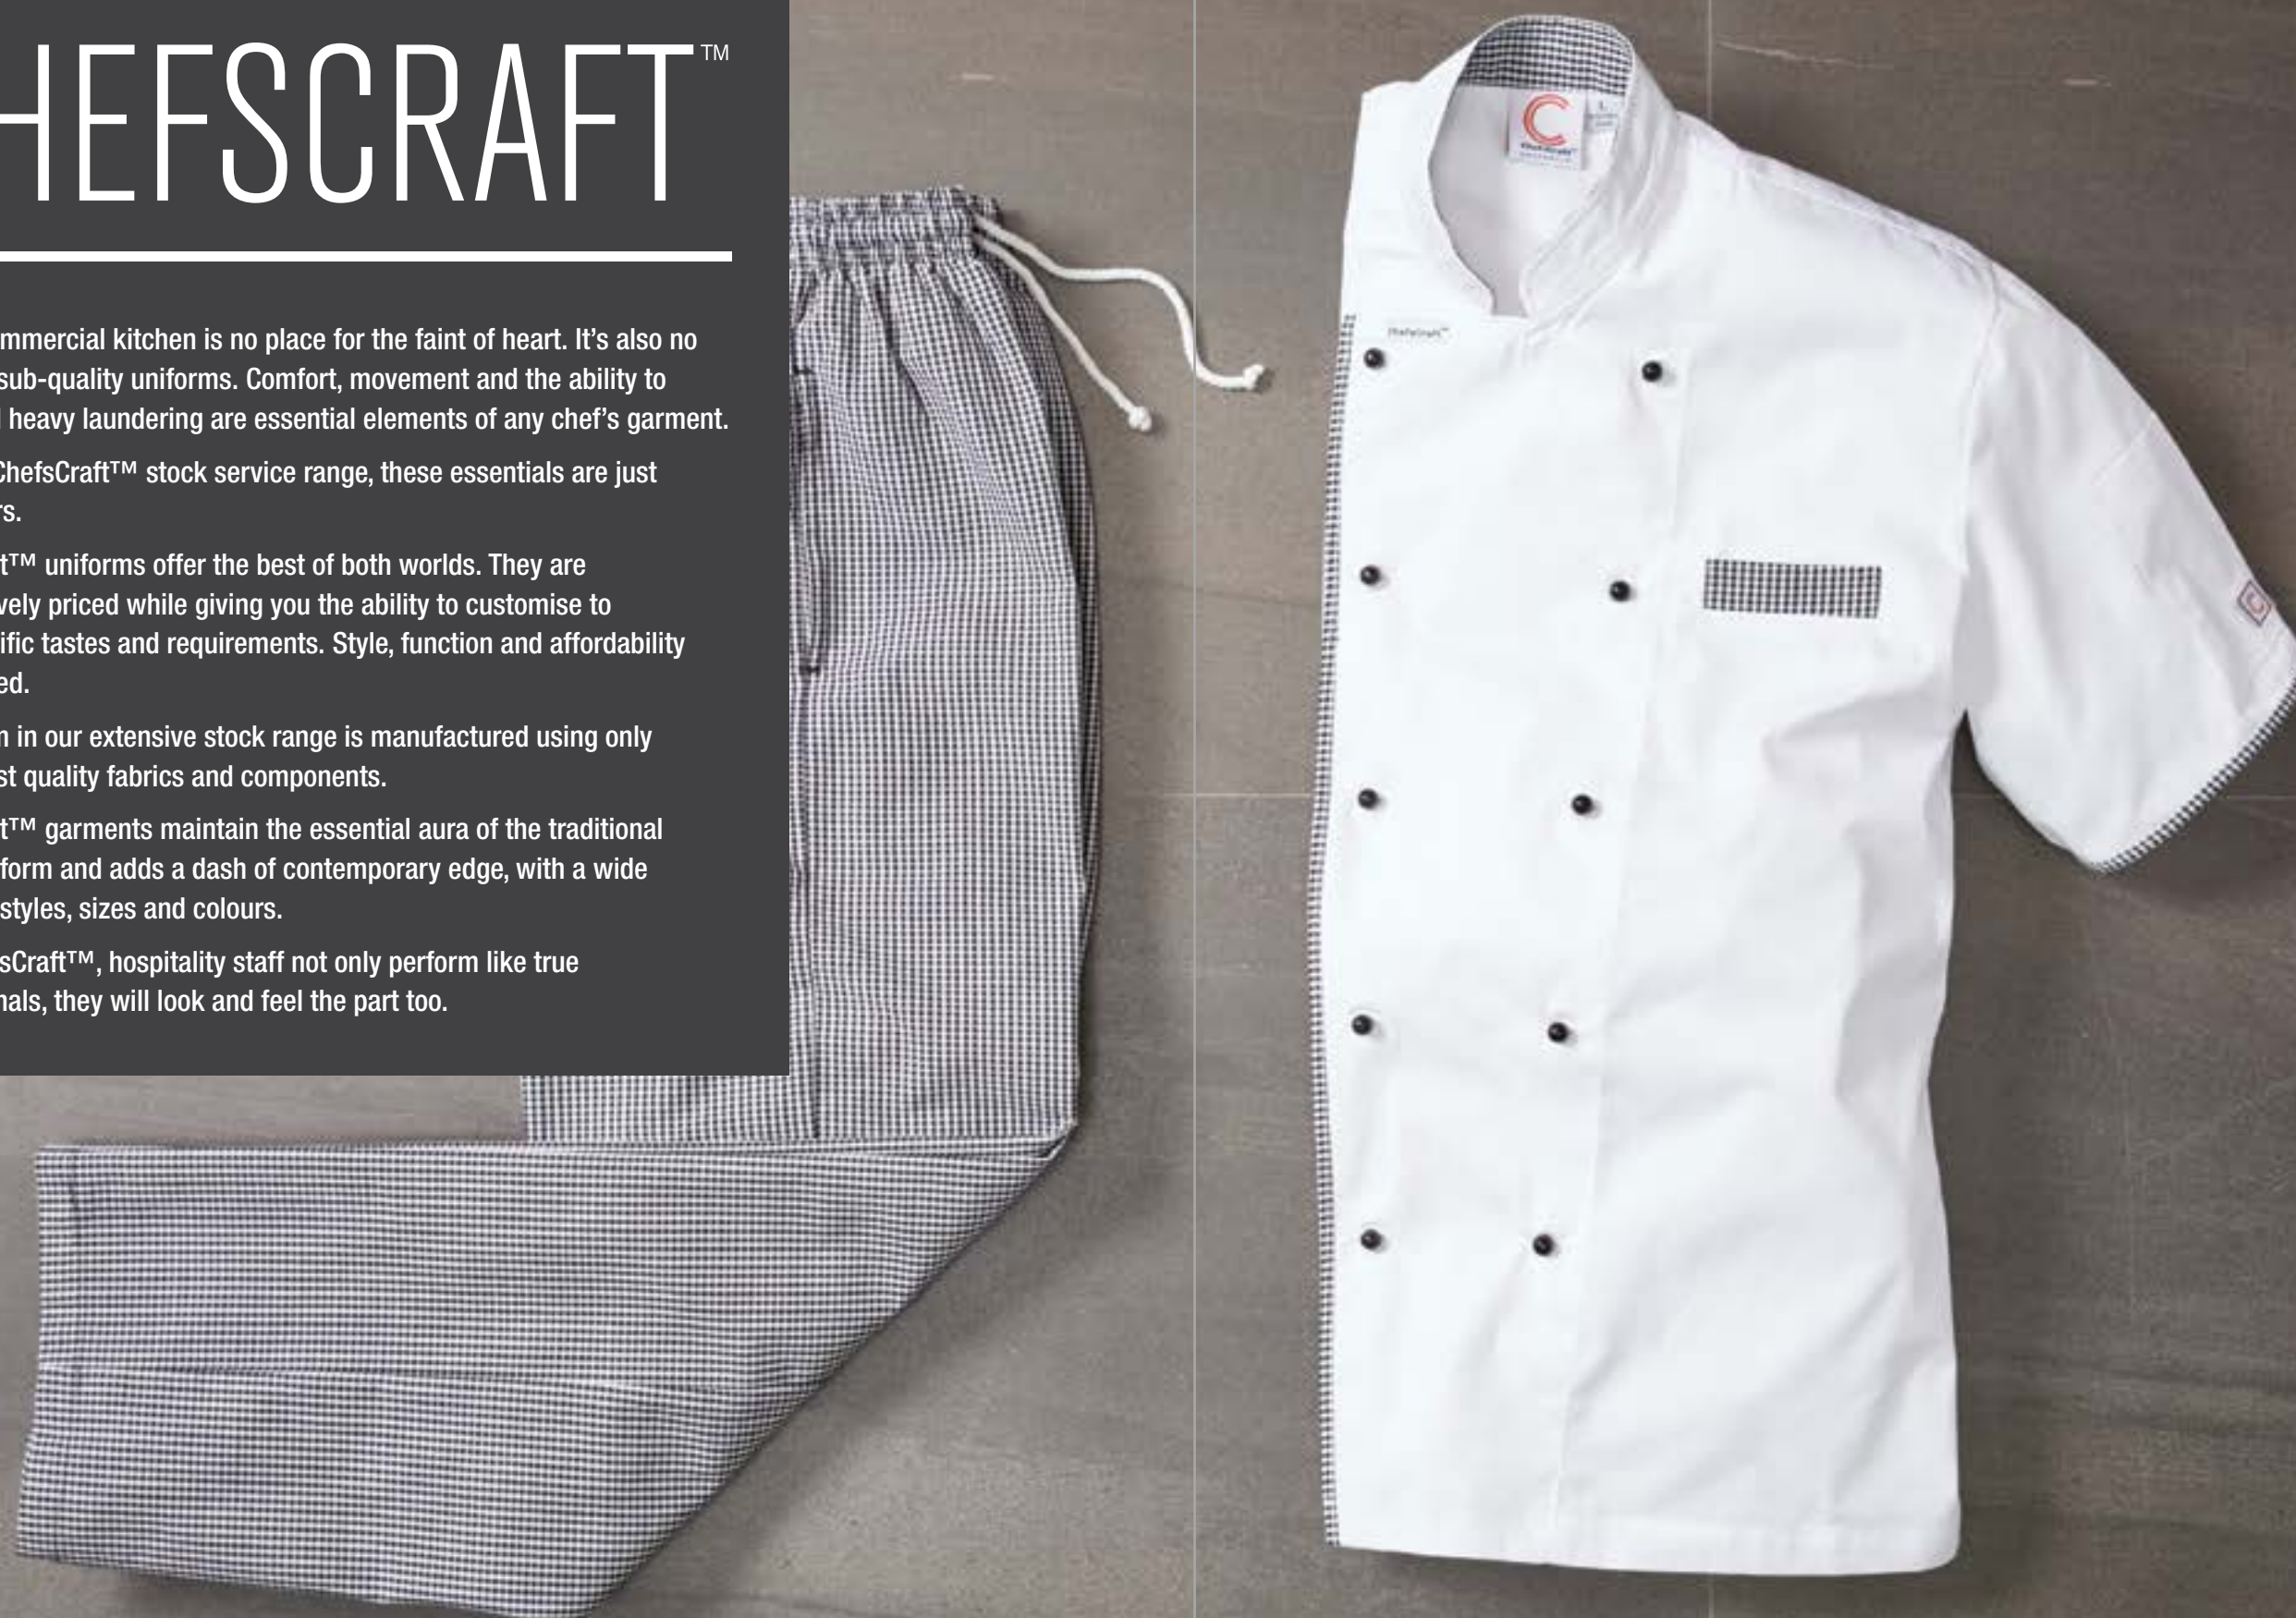 HEFSCRAFT™
mmercial kitchen is no place for the faint of heart. It’s also no
sub-quality uniforms. Comfort, movement and the ability to
heavy laundering are essential elements of any chef’s garment.
ChefsCraft™ stock service range, these essentials are just
rs.
t™ uniforms offer the best of both worlds. They are
vely priced while giving you the ability to customise to
ific tastes and requirements. Style, function and affordability
ed.
m in our extensive stock range is manufactured using only
st quality fabrics and components.
t™ garments maintain the essential aura of the traditional
form and adds a dash of contemporary edge, with a wide
styles, sizes and colours.
sCraft™, hospitality staff not only perform like true
nals, they will look and feel the part too.
C
L
ChefsCraft™
ChefsCraft™
C